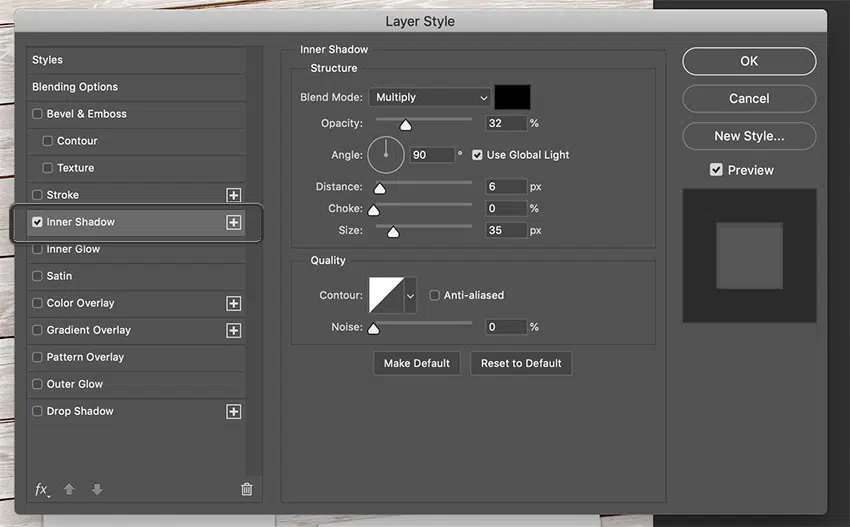 Layer Style
Styles
Blending Options
Bevel & Emboss
Contour
Texture
Stroke
Inner Shadow
Inner Glow
Satin
Color Overlay
Gradient Overlay
Pattern Overlay
Outer Glow
Drop Shadow
fx
Inner Shadow
Structure
Blend Mode: Multiply
Opacity: 32 %
Angle: 90 ° Use Global Light
Distance: 6 px
Choke: 0 %
Size: 35 px
Quality
Contour: Anti-aliased
Noise: 0 %
Make Default Reset to Default
OK
Cancel
New Style...
Preview